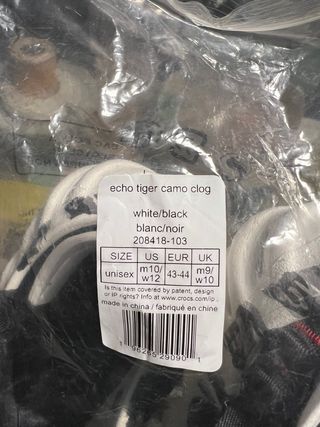 echo tiger camo clog
white/black
blanc/noir
208418-103
SIZE US EUR UK
unisex m10/w12 43-44 m9/w10
Is this item covered by patent, design
or IP rights? Info at www.crocs.com/ip
made in china / fabriqué en chine